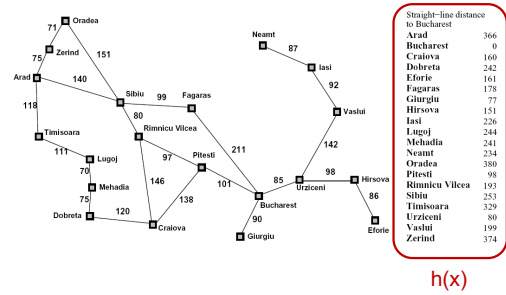 Oradea
71
Neamt
Zerind
87
75
151
Iasi
Arad
140
92
Sibiu
99
Fagaras
118
Vaslui
80
Rimnicu Vilcea
Timisoara
111
211
142
Lugoj
97
Pitesti
70
98
Hirsova
85
Mehadia
146
101
Urziceni
75
138
86
Bucharest
Dobreta
120
90
Craiova
Eforie
Giurgiu
Straight-line distance
to Bucharest
Arad 366
Bucharest 0
Craiova 160
Dobreta 242
Eforie 161
Fagaras 178
Giurgiu 77
Hirsova 151
Iasi 226
Lugoj 244
Mehadia 241
Neamt 234
Oradea 380
Pitesti 98
Rimnicu Vilcea 193
Sibiu 253
Timisoara 329
Urziceni 80
Vaslui 199
Zerind 374
h(x)